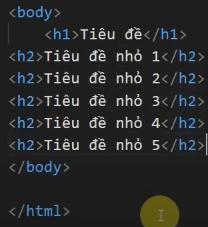 <body>
<h1>Tiêu đề</h1>
<h2>Tiêu đề nhỏ 1</h2>
<h2>Tiêu đề nhỏ 2</h2>
<h2>Tiêu đề nhỏ 3</h2>
<h2>Tiêu đề nhỏ 4</h2>
<h2>Tiêu đề nhỏ 5</h2>
</body>
</html>